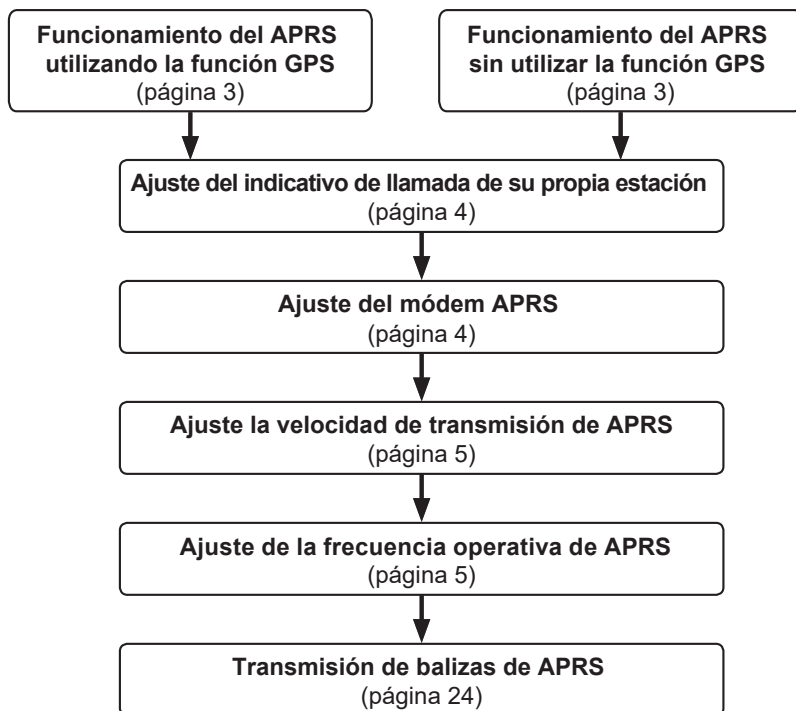 Funcionamiento del APRS
utilizando la función GPS
(página 3)
Funcionamiento del APRS
sin utilizar la función GPS
(página 3)
Ajuste del indicativo de llamada de su propia estación
(página 4)
Ajuste del módem APRS
(página 4)
Ajuste la velocidad de transmisión de APRS
(página 5)
Ajuste de la frecuencia operativa de APRS
(página 5)
Transmisión de balizas de APRS
(página 24)